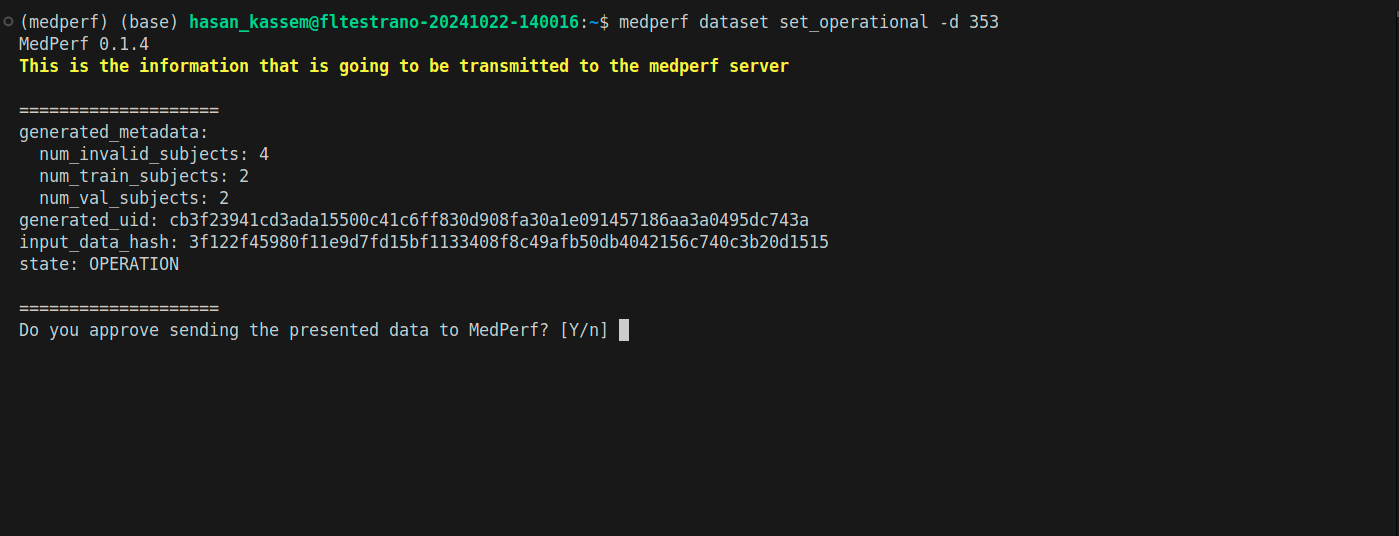 (medperf) (base) hasan_kassem@fltestrano-20241022-140016:~$ medperf dataset set_operational -d 353
MedPerf 0.1.4
This is the information that is going to be transmitted to the medperf server
====================
generated_metadata:
  num_invalid_subjects: 4
  num_train_subjects: 2
  num_val_subjects: 2
generated_uid: cb3f23941cd3ada15500c41c6ff830d908fa30a1e091457186aa3a0495dc743a
input_data_hash: 3f122f45980f11e9d7fd15bf1133408f8c49afb50db4042156c740c3b20d1515
state: OPERATION
====================
Do you approve sending the presented data to MedPerf? [Y/n]